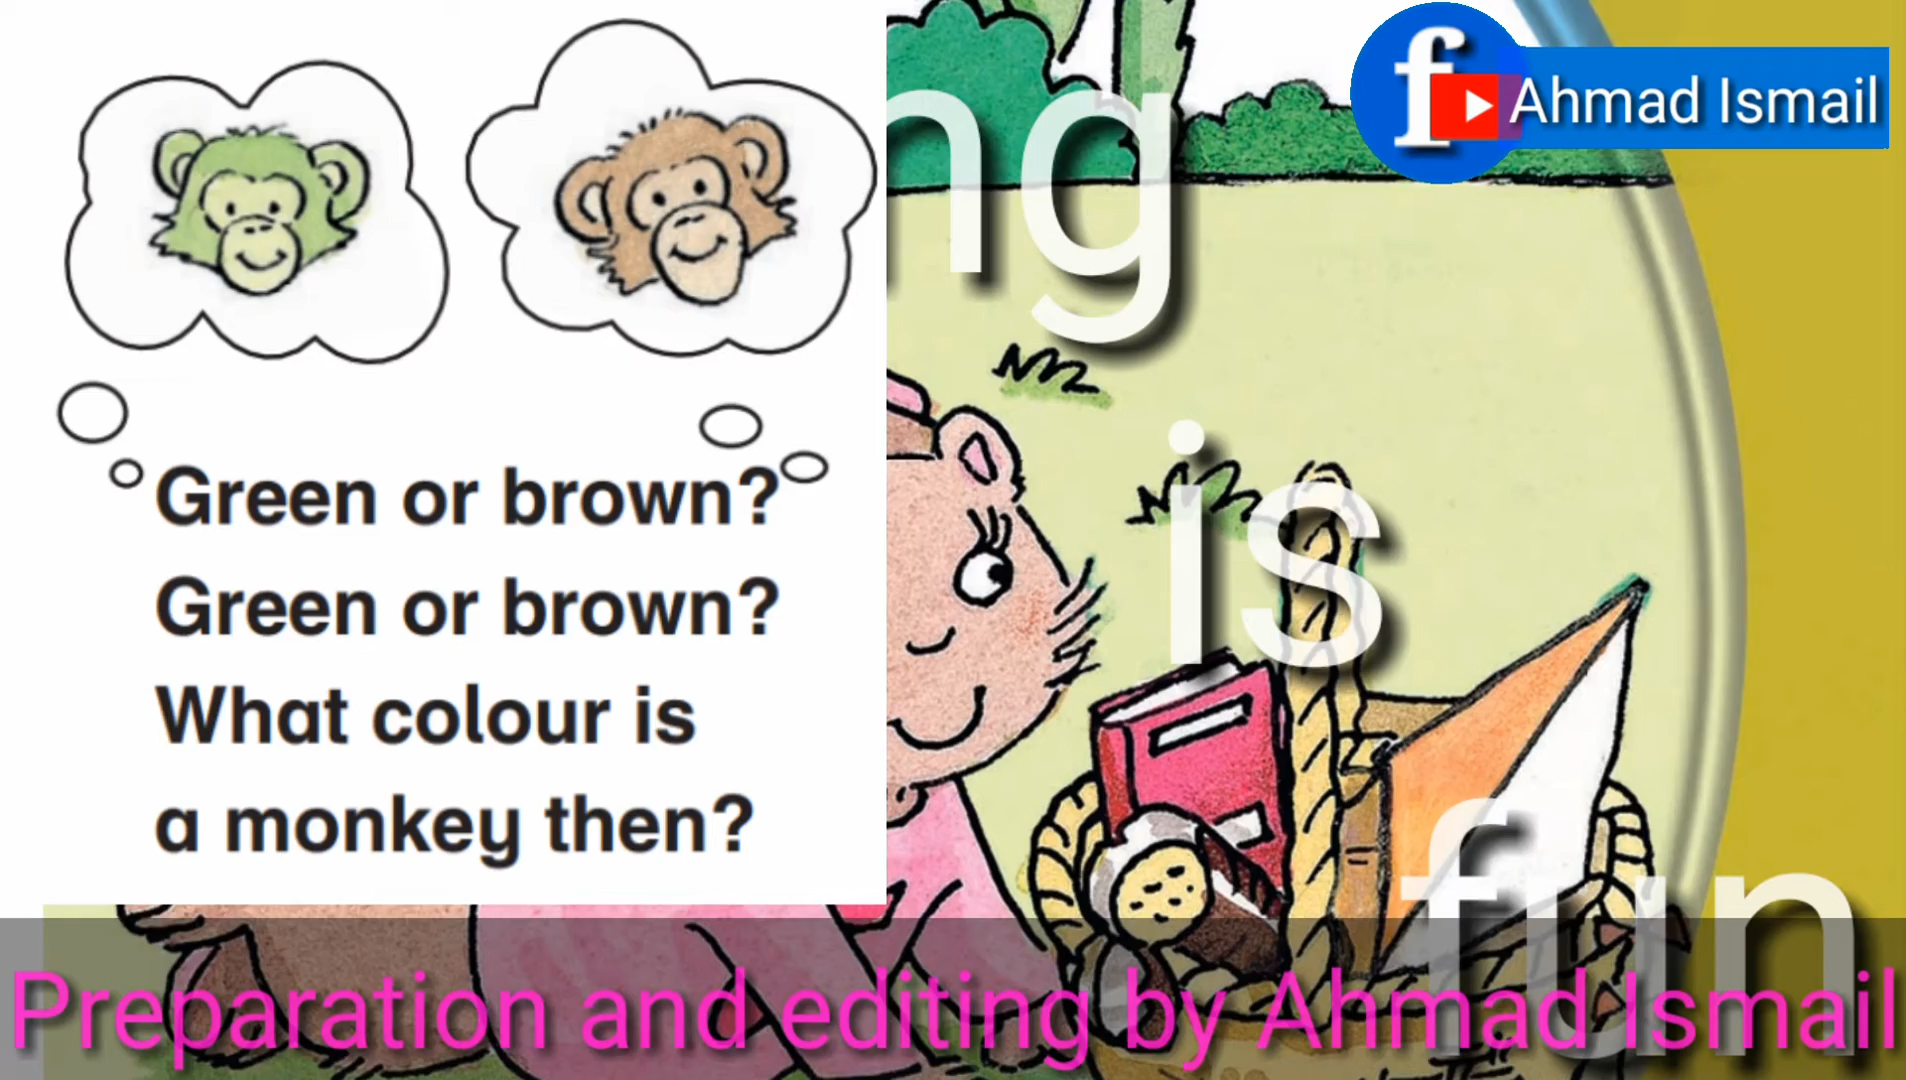 Ahmad Ismail
ng
is
fun
Green or brown?
Green or brown?
What colour is
a monkey then?
Preparation and editing by Ahmad Ismail